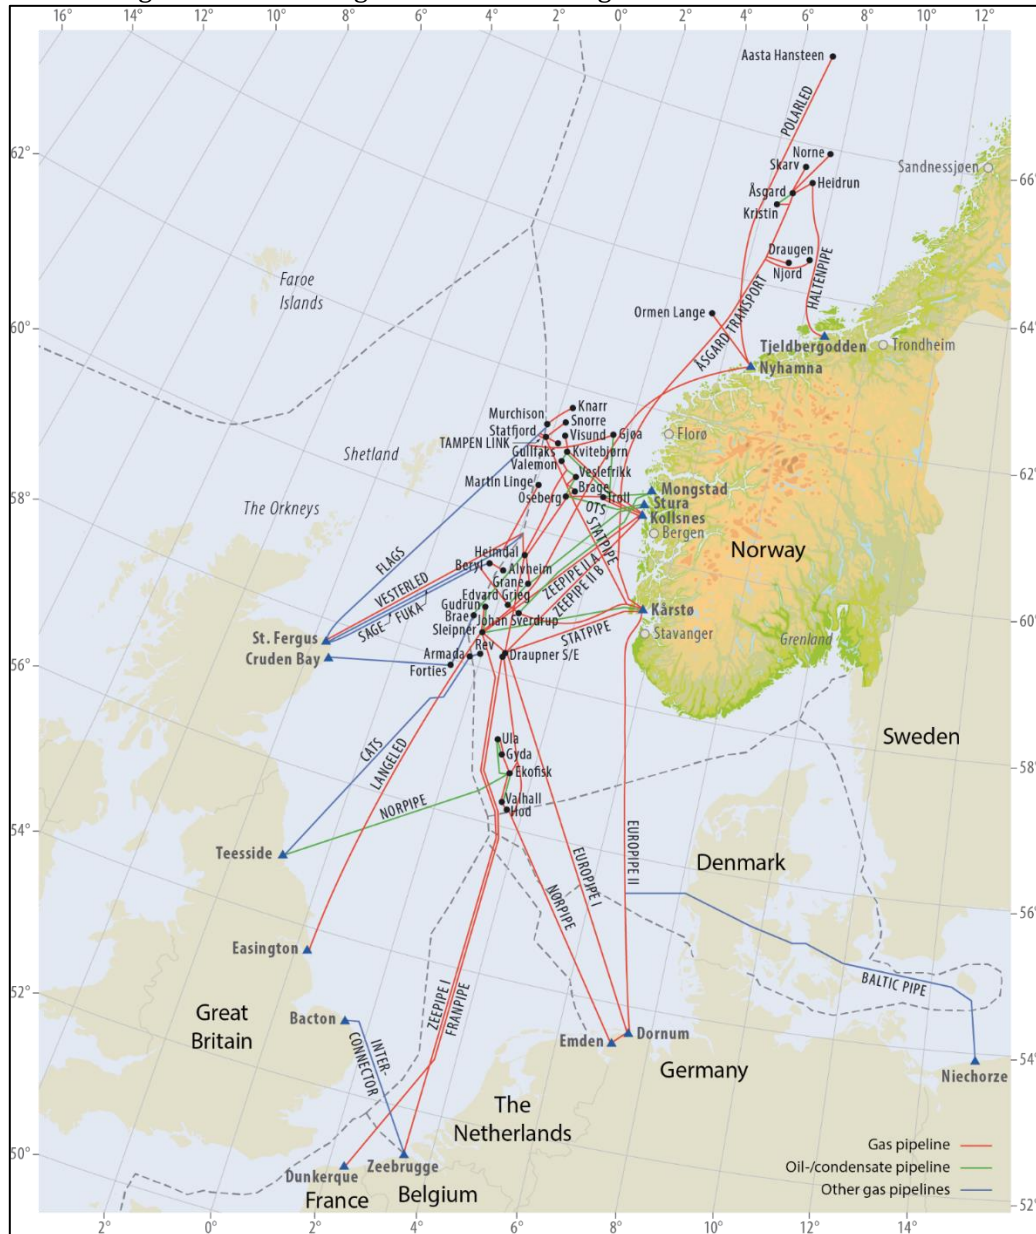 16° 14° 12° 10° 8° 6° 4° 2° 0° 2° 4° 6° 8° 10° 12°
Aasta Hansteen
POLARLED
62°
Norne
Skarv
Sandnessjøen
66°
Åsgard
Heidrun
Kristin
Draugen
Njord
HALTENPIPE
Faroe
Islands
ÅSGARD TRANSPORT
Ormen Lange
60°
64°
Tjeldbergodden
Trondheim
Nyhamna
Knarr
Murchison
Snorre
Statfjord
Visund
Gjøa
Florø
TAMPEN LINK
Gullfaks
Kvitebjørn
Shetland
Valemon
Veslefrikk
62°
Martin Linge
Brage
Mongstad
Oseberg
Troll
Stura
58°
The Orkneys
OTS
Kollsnes
Bergen
STATPIPE
Norway
FLAGS
Heimdal
Beryl
Alvheim
ZEEPIPE II A
ZEEPIPE II B
VESTERLED
Grane
Edvard Grieg
SAGE
FUKA
Gudrun
Brae
Johan Sverdrup
Kårstø
60°
Sleipner
STATPIPE
Stavanger
Grenland
St. Fergus
Rev
Cruden Bay
Armada
Draupner S/E
56°
Forties
Ula
Sweden
CATS
LANGELED
Gyda
Ekofisk
58°
NORPIPE
Valhall
Hod
54°
Teesside
EUROPIPE II
Denmark
EUROPIPE I
NORPIPE
56°
Easington
BALTIC PIPE
52°
Great
Britain
Bacton
ZEEPIPE I
FRANPIPE
INTER-
CONNECTOR
Emden
Dornum
54°
Germany
Niechorze
The
Netherlands
50°
Gas pipeline
Oil-/condensate pipeline
Other gas pipelines
Dunkerque
Zeebrugge
France
Belgium
52°
2° 0° 2° 4° 6° 8° 10° 12° 14°